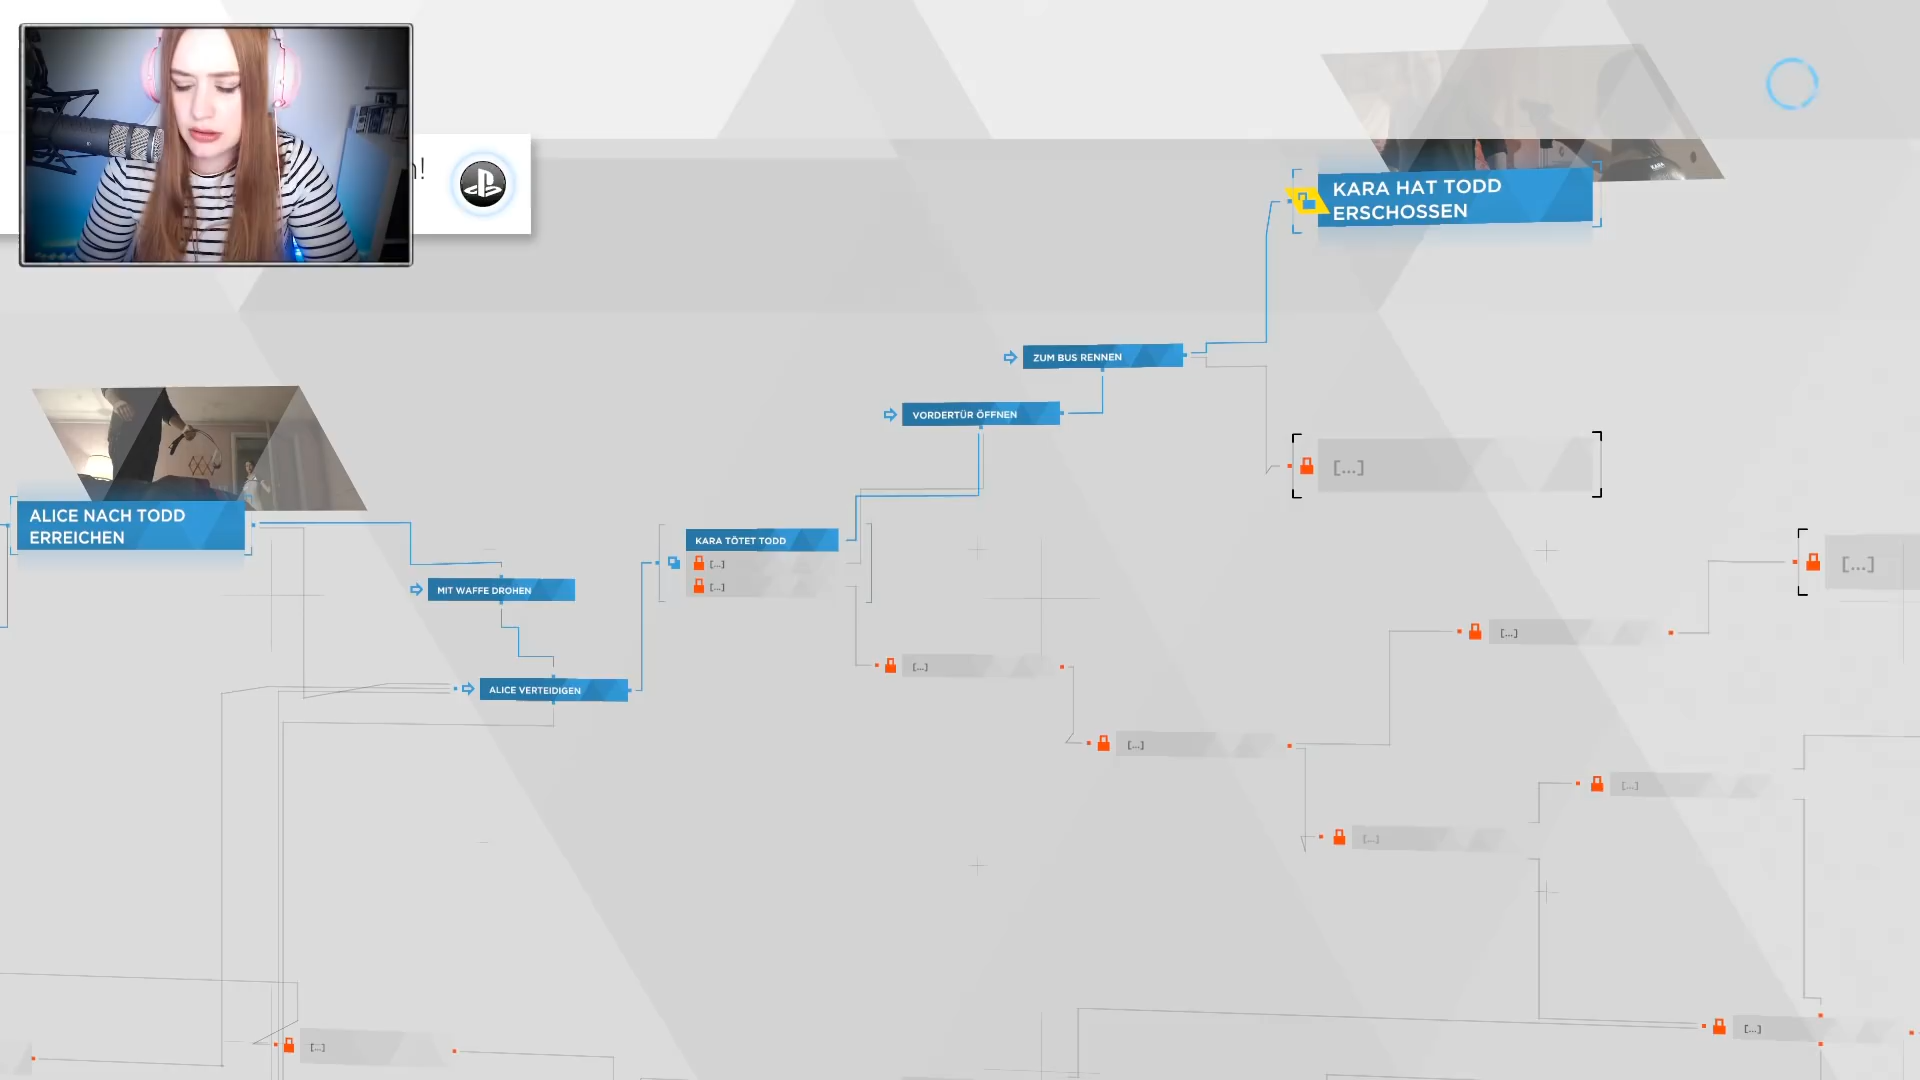 !
KARA HAT TODD
ERSCHOSSEN
ZUM BUS RENNEN
VORDERTÜR ÖFFNEN
[...]
ALICE NACH TODD
ERREICHEN
KARA TÖTET TODD
[...]
[...]
MIT WAFFE DROHEN
[...]
[...]
[...]
ALICE VERTEIDIGEN
[...]
[...]
[...]
[...]
[...]